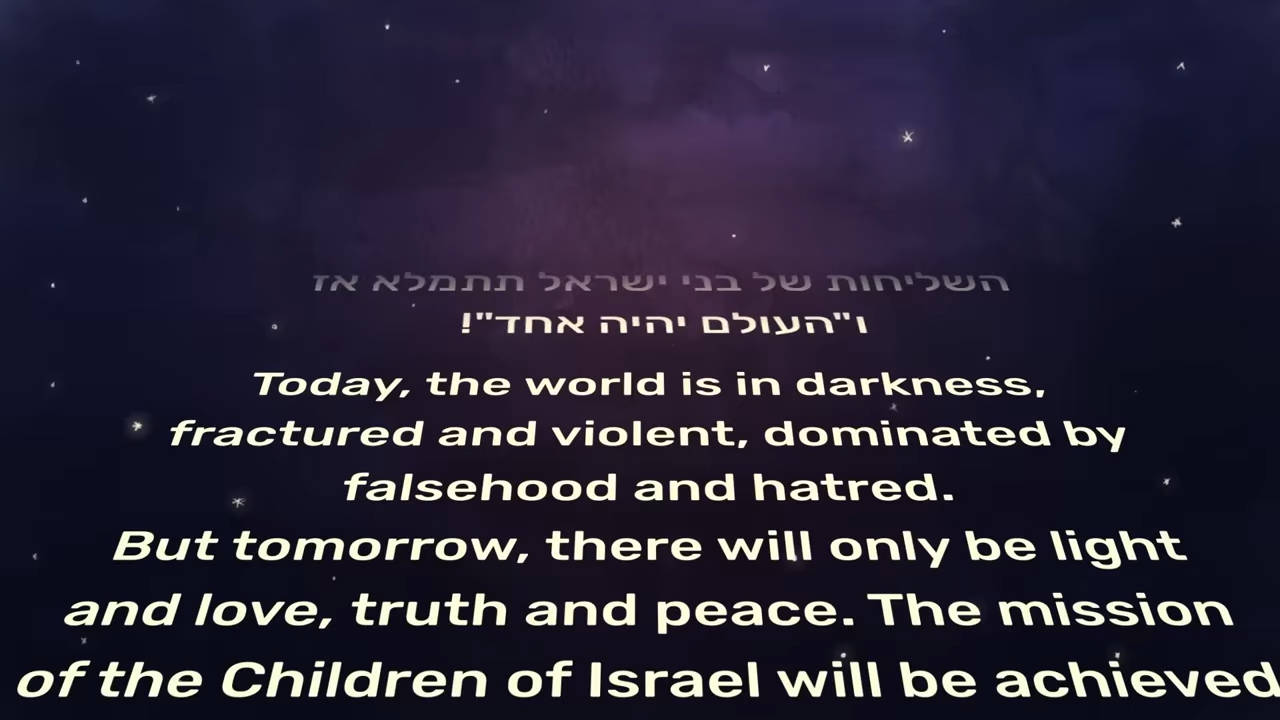 השליחות של בני ישראל תתמלא אז
ו"העולם יהיה אחד"!
Today, the world is in darkness,
fractured and violent, dominated by
falsehood and hatred.
But tomorrow, there will only be light
and love, truth and peace. The mission
of the Children of Israel will be achieved